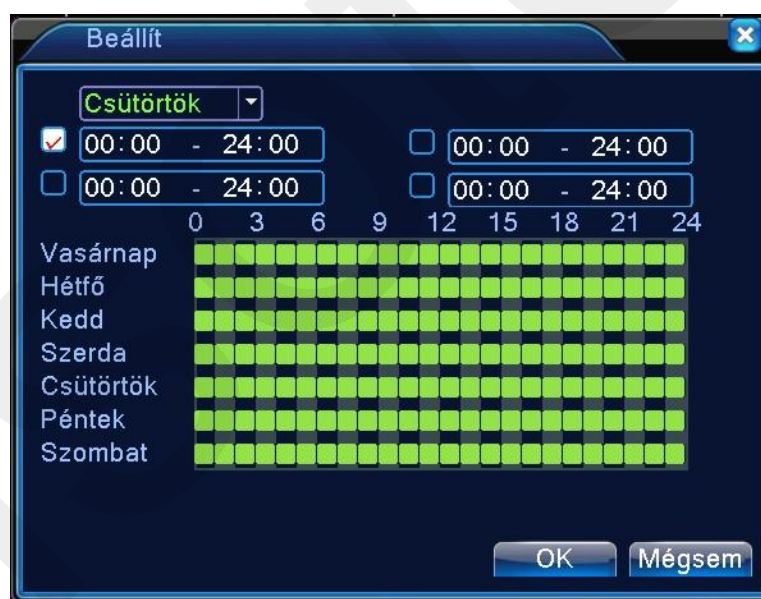 Beállít
Csütörtök
00:00 - 24:00 00:00 - 24:00
00:00 - 24:00 00:00 - 24:00
0 3 6 9 12 15 18 21 24
Vasárnap
Hétfő
Kedd
Szerda
Csütörtök
Péntek
Szombat
OK Mégsem